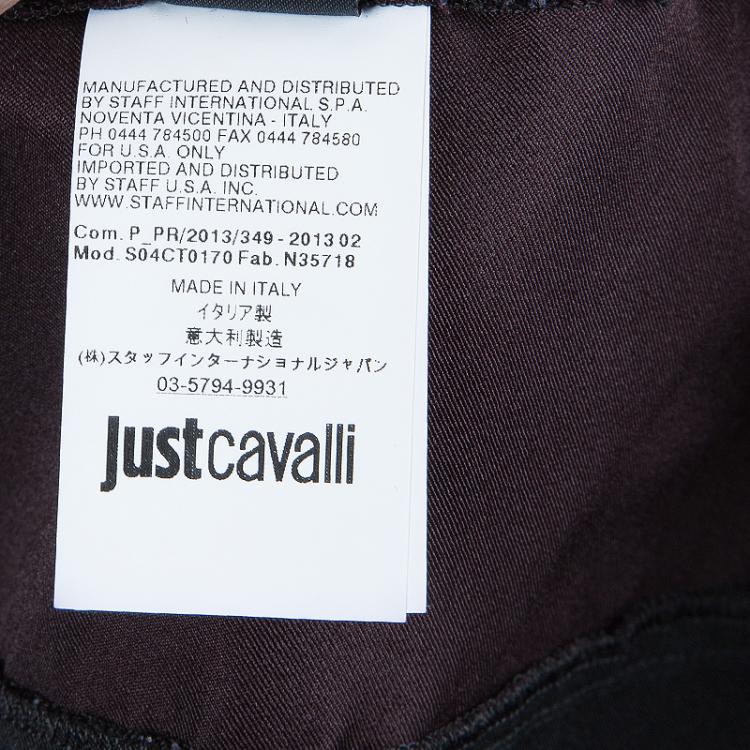 MANUFACTURED AND DISTRIBUTED
BY STAFF INTERNATIONAL S.P.A.
NOVENTA VICENTINA - ITALY
PH 0444 784500 FAX 0444 784580
FOR U.S.A. ONLY
IMPORTED AND DISTRIBUTED
BY STAFF U.S.A. INC.
WWW.STAFFINTERNATIONAL.COM
Com. P_PR/2013/349 - 2013 02
Mod. S04CT0170 Fab. N35718
MADE IN ITALY
イタリア製
意大利製造
(株)スタッフインターナショナルジャパン
03-5794-9931
Justcavalli